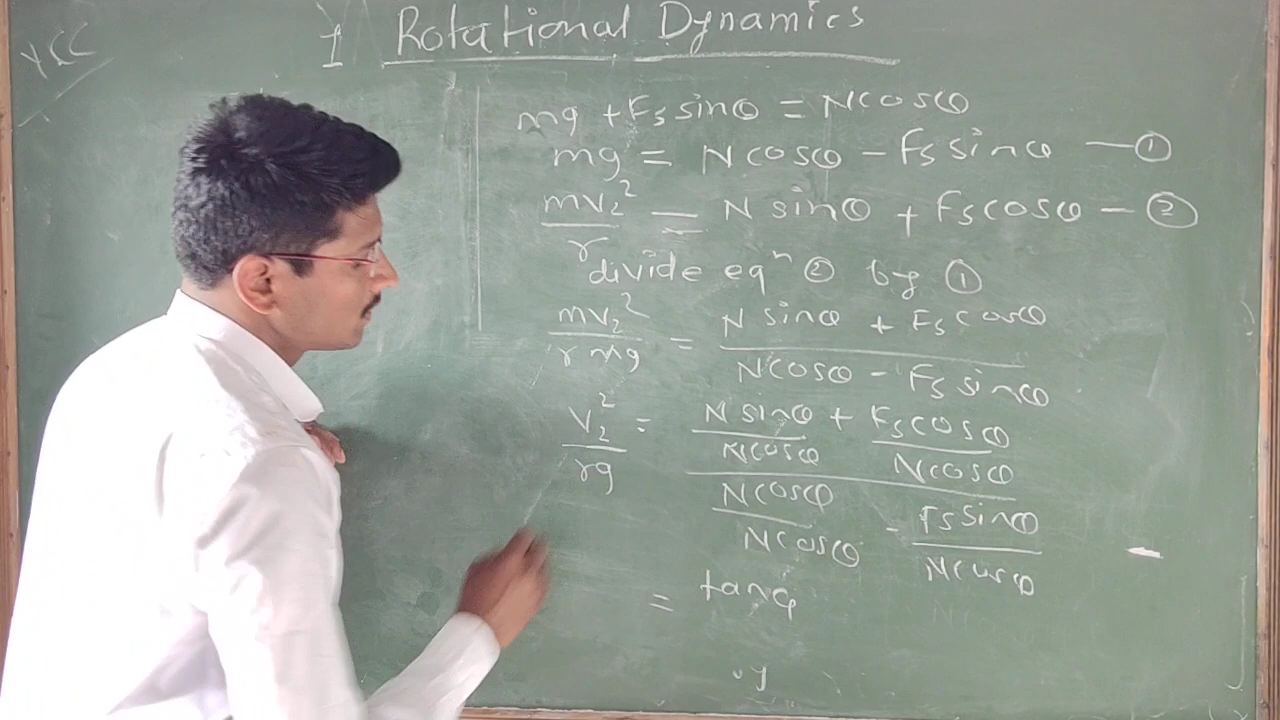 YCC
1 Rotational Dynamics
mg + Fs sinθ = N cosθ
mg = N cosθ - Fs sinθ — ①
mv₂² / r = N sinθ + Fs cosθ — ②
divide eqⁿ ② by ①
mv₂² / r mg = N sinθ + Fs cosθ / N cosθ - Fs sinθ
v₂² / rg = N sinθ / N cosθ + Fs cosθ / N cosθ / N cosθ / N cosθ - Fs sinθ / N cosθ
= tanθ